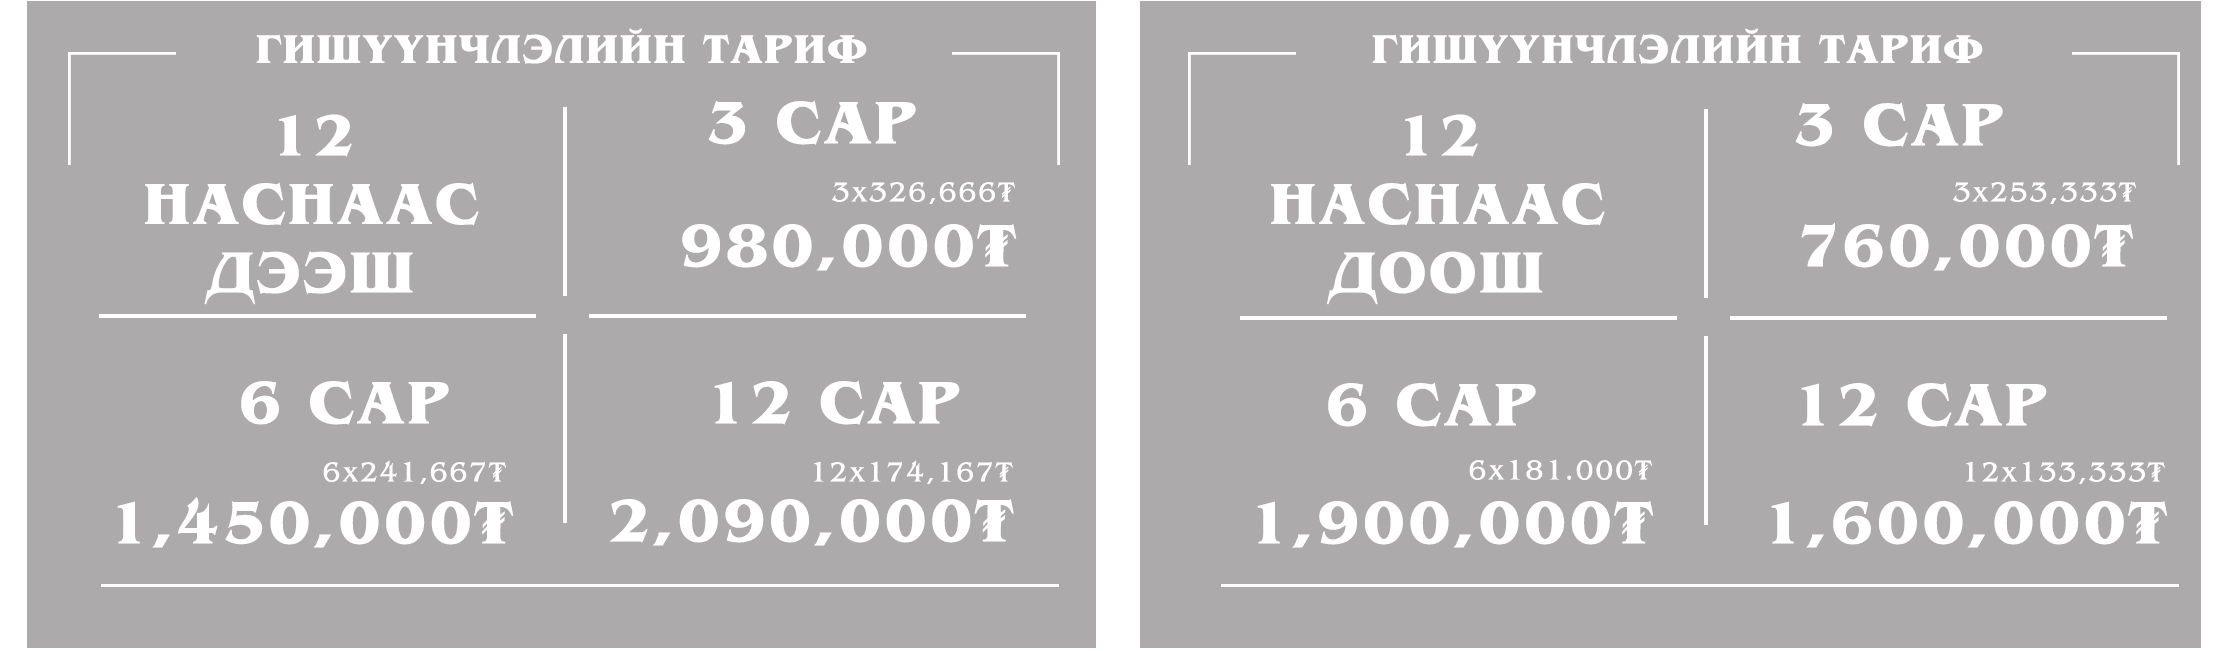 ГИШҮҮНЧЛЭЛИЙН ТАРИФ
12
НАСНААС
ДЭЭШ
3 САР
3x326,666₮
980,000₮
6 САР
6x241,667₮
1,450,000₮
12 САР
12x174,167₮
2,090,000₮
ГИШҮҮНЧЛЭЛИЙН ТАРИФ
12
НАСНААС
ДООШ
3 САР
3x253,333₮
760,000₮
6 САР
6x181.000₮
1,900,000₮
12 САР
12x133,333₮
1,600,000₮